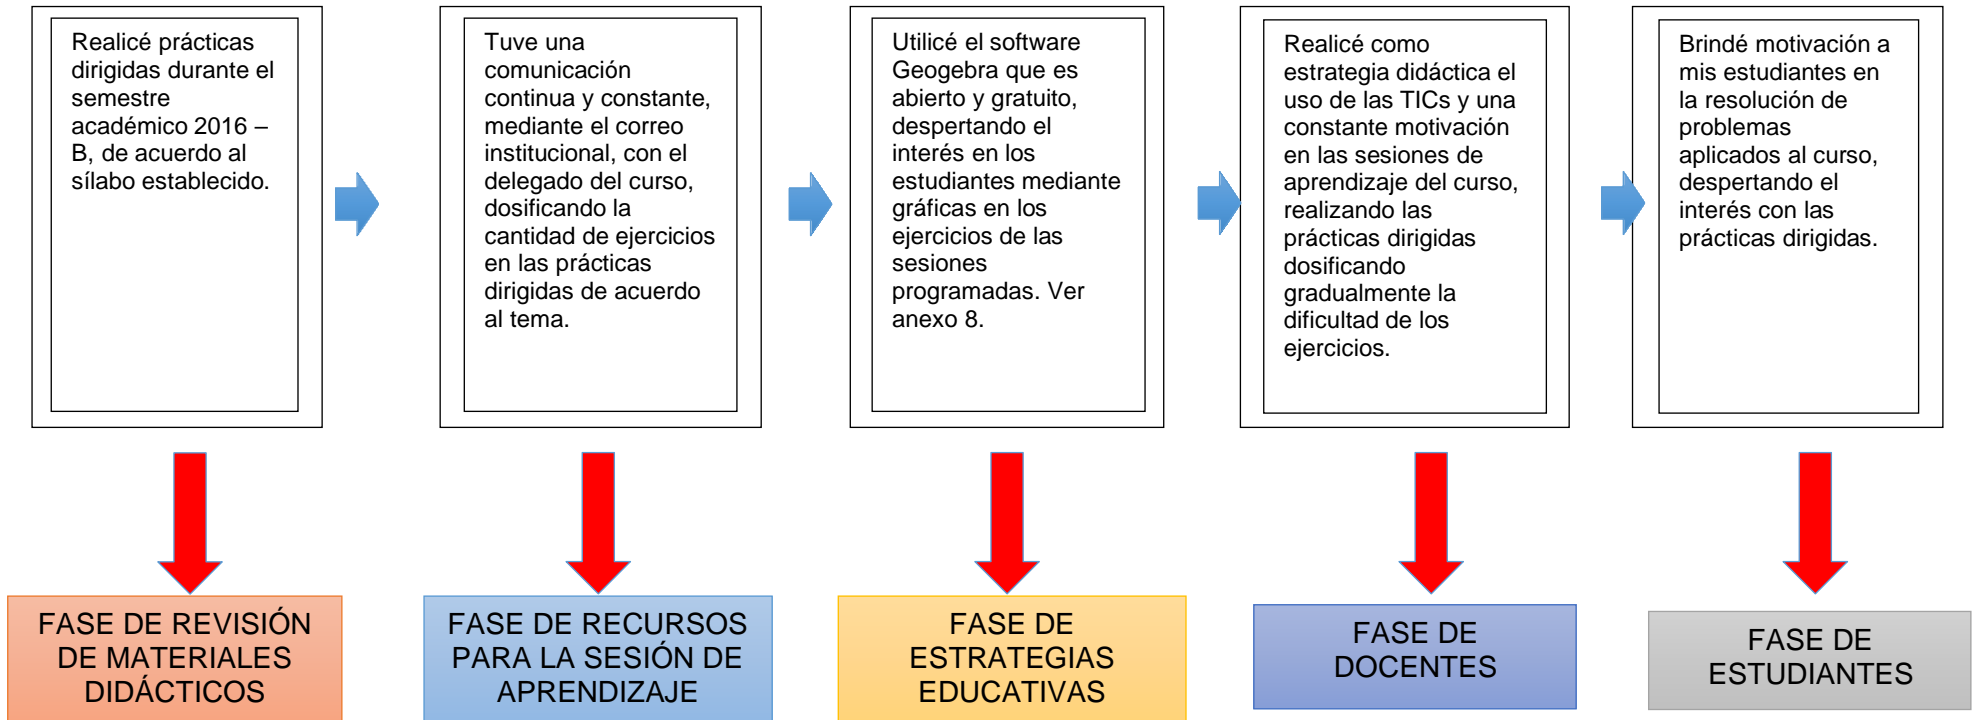 Realicé prácticas
dirigidas durante el
semestre
académico 2016 –
B, de acuerdo al
sílabo establecido.
Tuve una
comunicación
continua y constante,
mediante el correo
institucional, con el
delegado del curso,
dosificando la
cantidad de ejercicios
en las prácticas
dirigidas de acuerdo
al tema.
Utilicé el software
Geogebra que es
abierto y gratuito,
despertando el
interés en los
estudiantes mediante
gráficas en los
ejercicios de las
sesiones
programadas. Ver
anexo 8.
Realicé como
estrategia didáctica el
uso de las TICs y una
constante motivación
en las sesiones de
aprendizaje del curso,
realizando las
prácticas dirigidas
dosificando
gradualmente la
dificultad de los
ejercicios.
Brindé motivación a
mis estudiantes en
la resolución de
problemas
aplicados al curso,
despertando el
interés con las
prácticas dirigidas.
FASE DE REVISIÓN
DE MATERIALES
DIDÁCTICOS
FASE DE RECURSOS
PARA LA SESIÓN DE
APRENDIZAJE
FASE DE
ESTRATEGIAS
EDUCATIVAS
FASE DE
DOCENTES
FASE DE
ESTUDIANTES